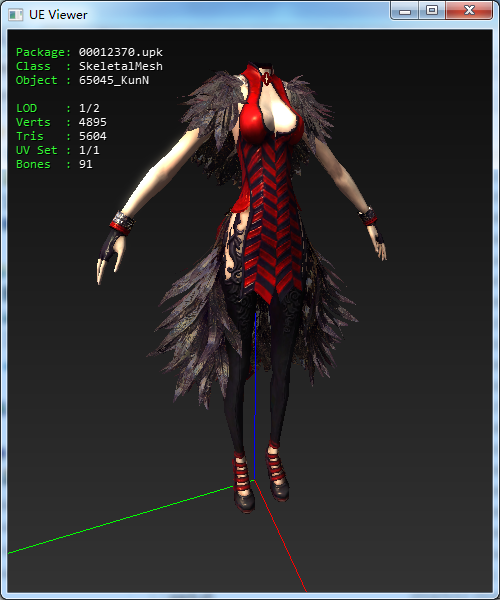 UE Viewer
Package: 00012370.upk
Class  : SkeletalMesh
Object : 65045_KunN
LOD    : 1/2
Verts  : 4895
Tris   : 5604
UV Set : 1/1
Bones  : 91